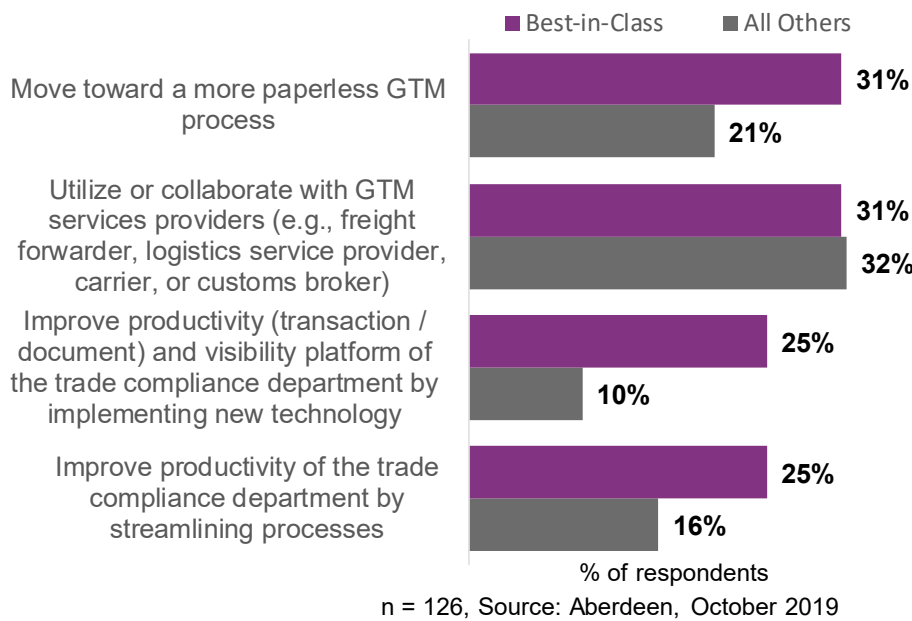 Best-in-Class All Others
Move toward a more paperless GTM
process
31%
21%
Utilize or collaborate with GTM
services providers (e.g., freight
forwarder, logistics service provider,
carrier, or customs broker)
31%
32%
Improve productivity (transaction /
document) and visibility platform of
the trade compliance department by
implementing new technology
25%
10%
Improve productivity of the trade
compliance department by
streamlining processes
25%
16%
% of respondents
n = 126, Source: Aberdeen, October 2019